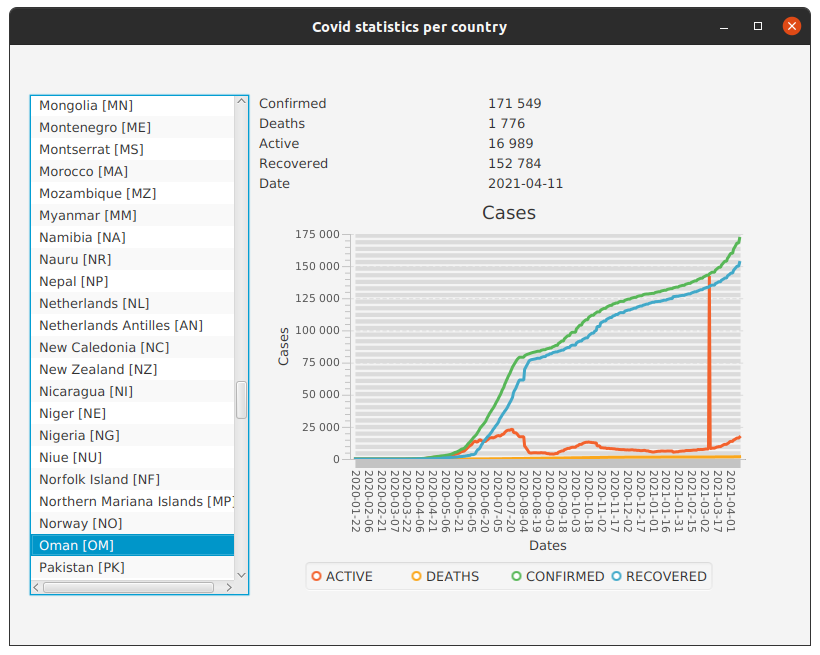 Covid statistics per country
Mongolia [MN]
Montenegro [ME]
Montserrat [MS]
Morocco [MA]
Mozambique [MZ]
Myanmar [MM]
Namibia [NA]
Nauru [NR]
Nepal [NP]
Netherlands [NL]
Netherlands Antilles [AN]
New Caledonia [NC]
New Zealand [NZ]
Nicaragua [NI]
Niger [NE]
Nigeria [NG]
Niue [NU]
Norfolk Island [NF]
Northern Mariana Islands [MP]
Norway [NO]
Oman [OM]
Pakistan [PK]
Confirmed 171 549
Deaths 1 776
Active 16 989
Recovered 152 784
Date 2021-04-11
Cases
175 000
150 000
125 000
100 000
75 000
50 000
25 000
0
Cases
2020-01-22
2020-02-06
2020-02-21
2020-03-07
2020-03-22
2020-04-06
2020-04-21
2020-05-06
2020-05-21
2020-06-05
2020-06-20
2020-07-05
2020-07-20
2020-08-04
2020-08-19
2020-09-03
2020-09-18
2020-10-03
2020-10-18
2020-11-02
2020-11-17
2020-12-02
2020-12-17
2021-01-01
2021-01-16
2021-01-31
2021-02-15
2021-03-02
2021-03-17
2021-04-01
Dates
ACTIVE DEATHS CONFIRMED RECOVERED